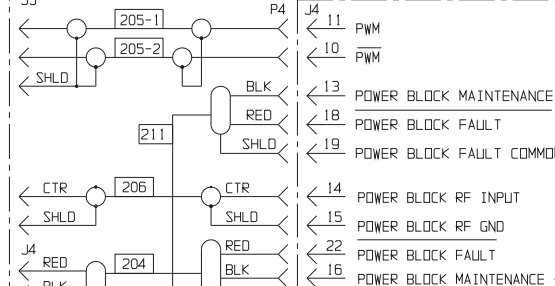 P4 J4
205-1 11 PWM
205-2 10 PWM
SHLD
BLK 13 POWER BLOCK MAINTENANCE
RED 18 POWER BLOCK FAULT
211
SHLD 19 POWER BLOCK FAULT
CTR 206 CTR 14 POWER BLOCK RF INPUT
SHLD SHLD 15 POWER BLOCK RF GND
J4
RED 22 POWER BLOCK FAULT
RED 204 BLK 16 POWER BLOCK MAINTENANCE
BLK